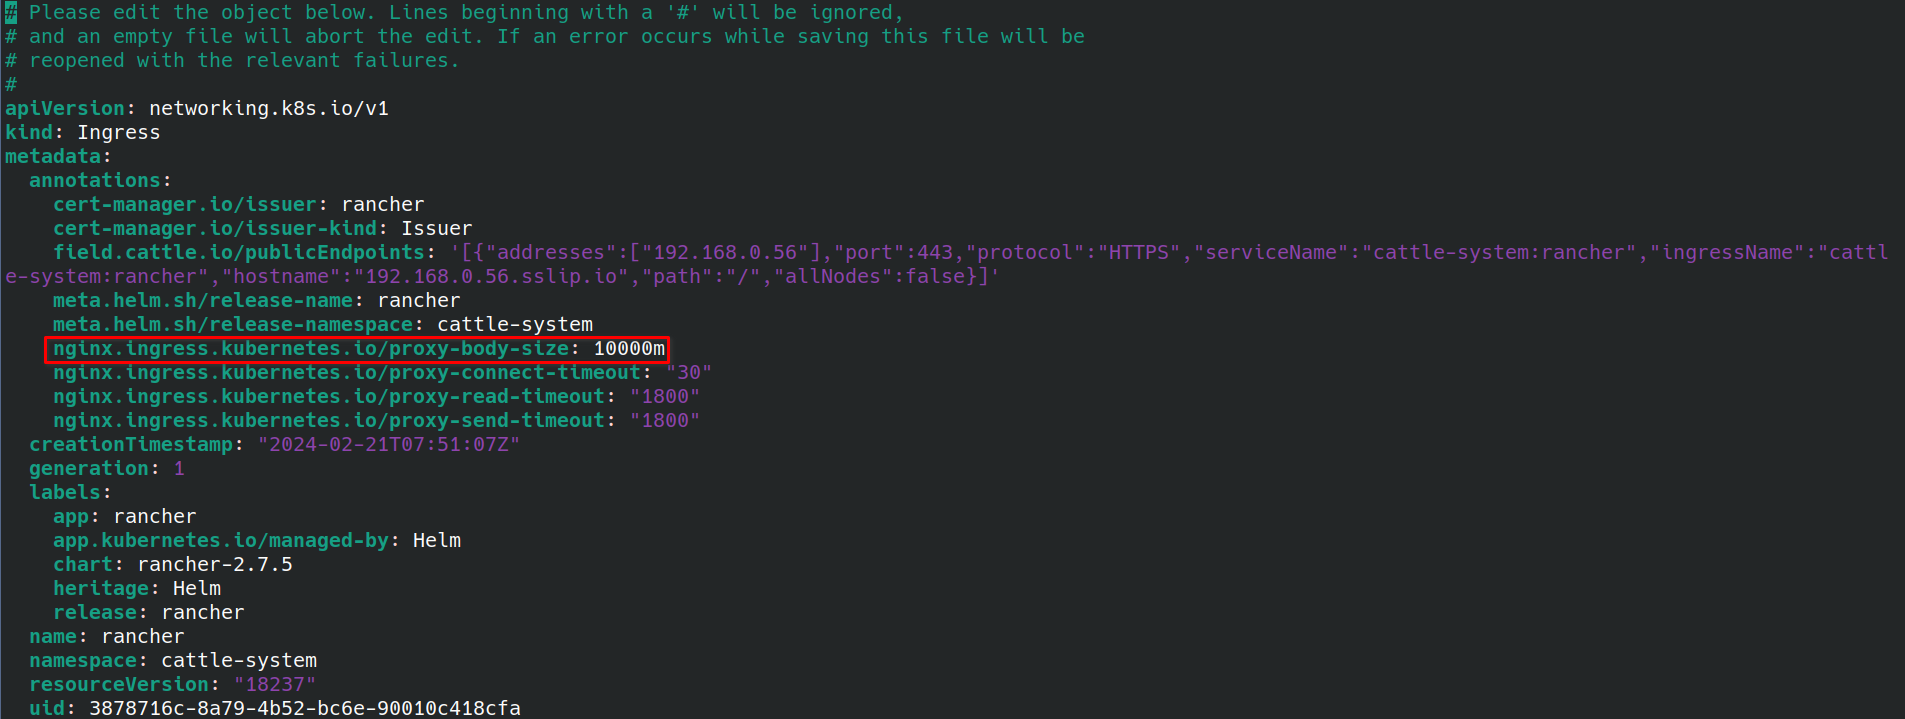 # Please edit the object below. Lines beginning with a '#' will be ignored,
# and an empty file will abort the edit. If an error occurs while saving this file will be
# reopened with the relevant failures.
#
apiVersion: networking.k8s.io/v1
kind: Ingress
metadata:
  annotations:
    cert-manager.io/issuer: rancher
    cert-manager.io/issuer-kind: Issuer
    field.cattle.io/publicEndpoints: '[{"addresses":["192.168.0.56"],"port":443,"protocol":"HTTPS","serviceName":"cattle-system:rancher","ingressName":"cattl
e-system:rancher","hostname":"192.168.0.56.sslip.io","path":"/","allNodes":false}]'
    meta.helm.sh/release-name: rancher
    meta.helm.sh/release-namespace: cattle-system
    nginx.ingress.kubernetes.io/proxy-body-size: 10000m
    nginx.ingress.kubernetes.io/proxy-connect-timeout: "30"
    nginx.ingress.kubernetes.io/proxy-read-timeout: "1800"
    nginx.ingress.kubernetes.io/proxy-send-timeout: "1800"
  creationTimestamp: "2024-02-21T07:51:07Z"
  generation: 1
  labels:
    app: rancher
    app.kubernetes.io/managed-by: Helm
    chart: rancher-2.7.5
    heritage: Helm
    release: rancher
  name: rancher
  namespace: cattle-system
  resourceVersion: "18237"
  uid: 3878716c-8a79-4b52-bc6e-90010c418cfa